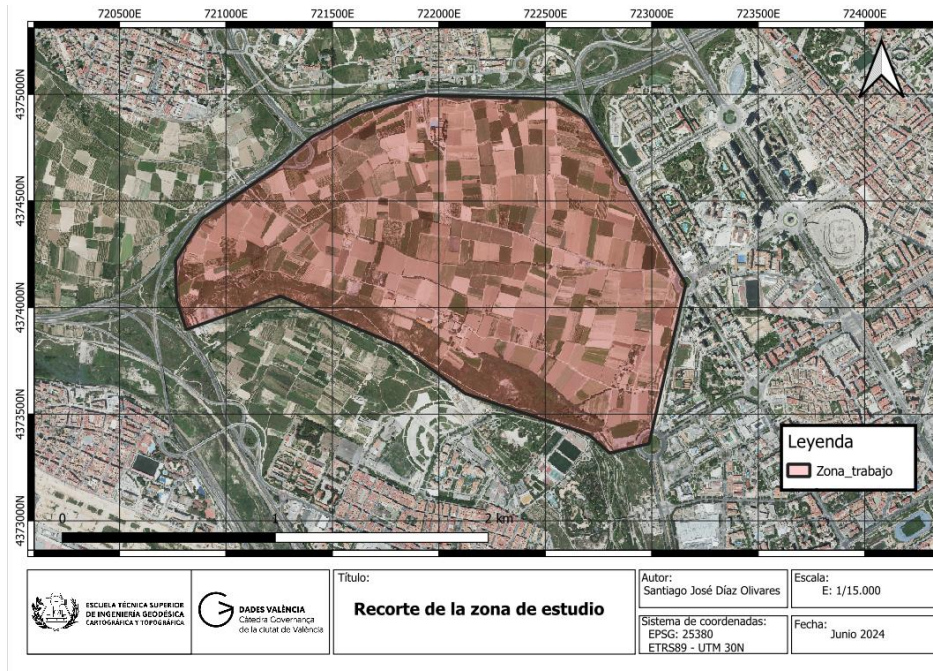 720500E 721000E 721500E 722000E 722500E 723000E 723500E 724000E
4375000N
4374500N
4374000N
4373500N
4373000N
Leyenda
Zona_trabajo
0 1 2 km
ESCUELA TÉCNICA SUPERIOR
DE INGENIERÍA GEODÉSICA
CARTOGRÁFICA Y TOPOGRÁFICA
DADES VALÈNCIA
Càtedra Governança
de la ciutat de València
Título:
Recorte de la zona de estudio
Autor:
Santiago José Díaz Olivares
Escala:
E: 1/15.000
Sistema de coordenadas:
EPSG: 25380
ETRS89 - UTM 30N
Fecha:
Junio 2024